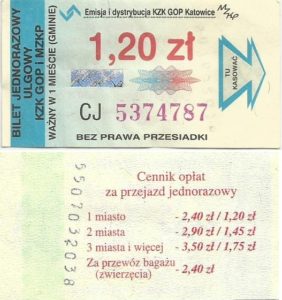 Emisja i dystrybucja KZK GOP Katowice
BILET JEDNORAZOWY
ULGOWY
KZK GOP i MZKP
WAŻNY W 1 MIEŚCIE (GMINIE)
1,20 zł
TU
KASOWAĆ
CJ 5374787
BEZ PRAWA PRZESIADKI
5507032038
Cennik opłat
za przejazd jednorazowy
1 miasto - 2,40 zł / 1,20 zł
2 miasta - 2,90 zł / 1,45 zł
3 miasta i więcej - 3,50 zł / 1,75 zł
Za przewóz bagażu
(zwierzęcia) - 2,40 zł